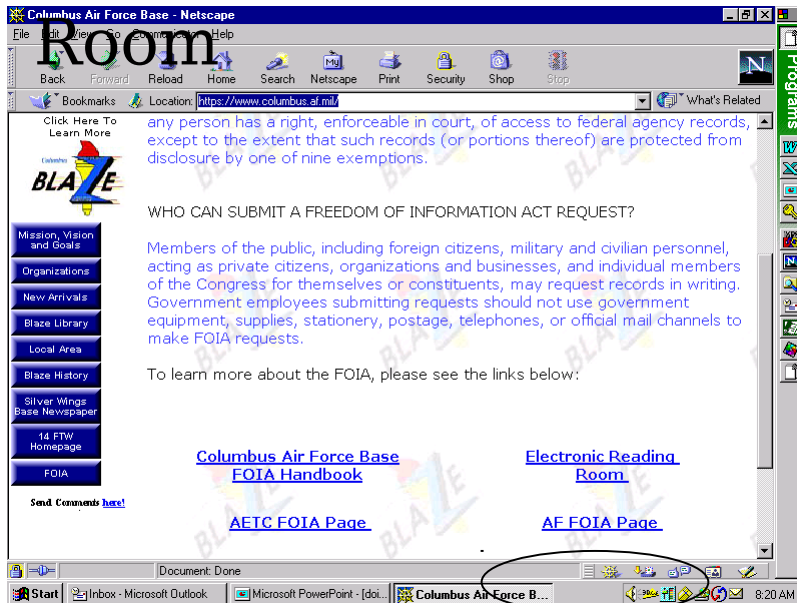 Columbus Air Force Base - Netscape
Room
File Edit View Go Communicator Help
Back Forward Reload Home Search Netscape Print Security Shop Stop
My
N
Bookmarks Location: https://www.columbus.af.mil/ What's Related
Programs
Click Here To
Learn More
Columbus
BLAZE
Mission, Vision
and Goals
Organizations
New Arrivals
Blaze Library
Local Area
Blaze History
Silver Wings
Base Newspaper
14 FTW
Homepage
FOIA
Send Comments here!
any person has a right, enforceable in court, of access to federal agency records,
except to the extent that such records (or portions thereof) are protected from
disclosure by one of nine exemptions.
WHO CAN SUBMIT A FREEDOM OF INFORMATION ACT REQUEST?
Members of the public, including foreign citizens, military and civilian personnel,
acting as private citizens, organizations and businesses, and individual members
of the Congress for themselves or constituents, may request records in writing.
Government employees submitting requests should not use government
equipment, supplies, stationery, postage, telephones, or official mail channels to
make FOIA requests.
To learn more about the FOIA, please see the links below:
Columbus Air Force Base
FOIA Handbook
Electronic Reading
Room
AETC FOIA Page
AF FOIA Page
Document: Done
Start Inbox - Microsoft Outlook Microsoft PowerPoint - [doi... Columbus Air Force B... 8:20 AM